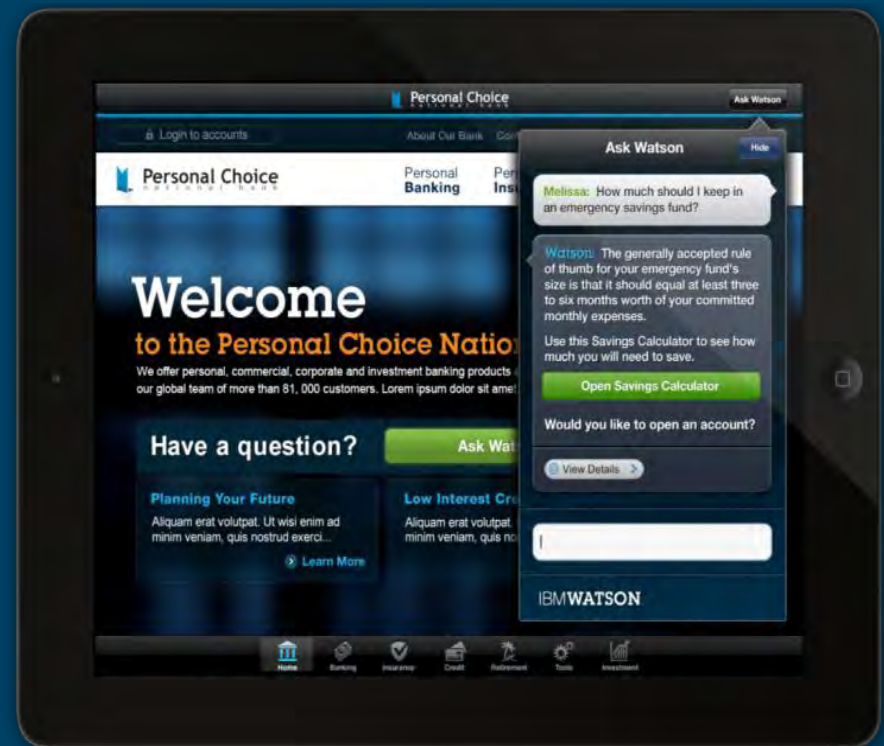 Personal Choice
national bank
Ask Watson
Login to accounts
About Our Bank
Personal Choice
national bank
Personal
Banking
Welcome
to the Personal Choice
We offer personal, commercial, corporate and investment banking products
our global team of more than 81, 000 customers. Lorem ipsum dolor sit amet
Have a question?
Ask
Planning Your Future
Aliquam erat volutpat. Ut wisi enim ad
minim veniam, quis nostrud exerci...
Learn More
Low Interest
Aliquam erat volutpat
minim veniam, quis
Ask Watson
Hide
Melissa: How much should I keep in
an emergency savings fund?
Watson: The generally accepted rule
of thumb for your emergency fund's
size is that it should equal at least three
to six months worth of your committed
monthly expenses.
Use this Savings Calculator to see how
much you will need to save.
Open Savings Calculator
Would you like to open an account?
View Details
IBMWATSON
Home
Banking
Insurance
Credit
Retirement
Tools
Investment